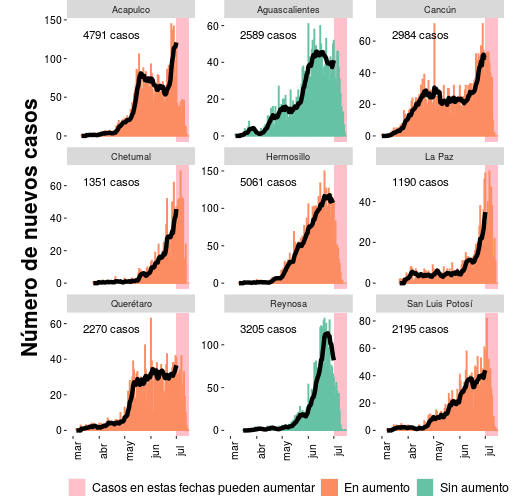 Acapulco
Aguascalientes
Cancún
4791 casos
2589 casos
2984 casos
150
100
50
0
60
40
20
0
60
40
20
0
Chetumal
Hermosillo
La Paz
1351 casos
5061 casos
1190 casos
60
40
20
0
150
100
50
0
40
20
0
Querétaro
Reynosa
San Luis Potosí
2270 casos
3205 casos
2195 casos
60
40
20
0
100
50
0
80
60
40
20
0
mar abr may jun jul
mar abr may jun jul
mar abr may jun jul
Número de nuevos casos
Casos en estas fechas pueden aumentar En aumento Sin aumento